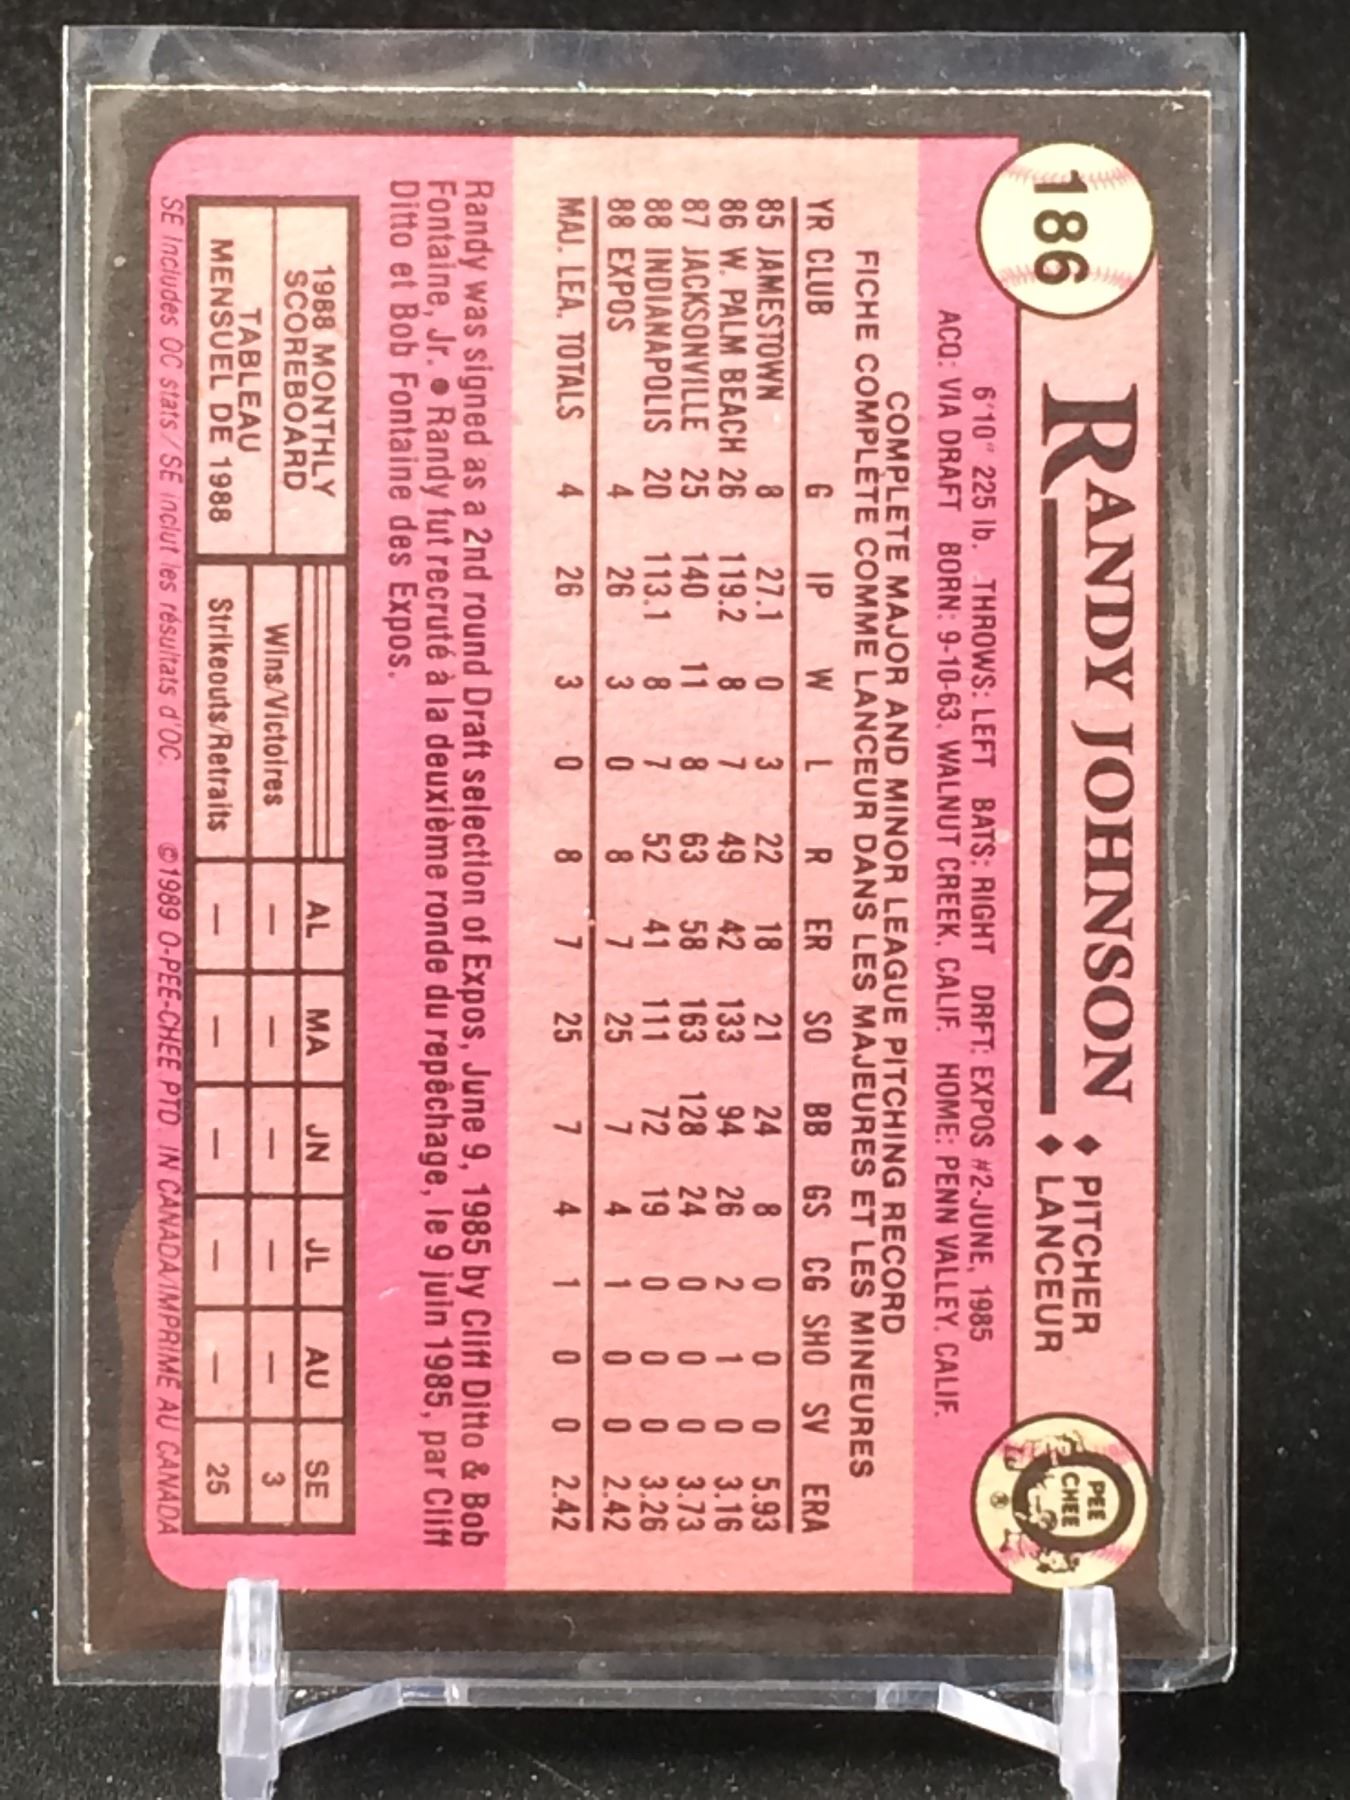 186
RANDY JOHNSON ♦ PITCHER
♦ LANCEUR
PEE
CHEE
®
6'10" 225 lb. THROWS: LEFT BATS: RIGHT DRFT: EXPOS #2-JUNE, 1985
ACQ: VIA DRAFT BORN: 9-10-63, WALNUT CREEK, CALIF. HOME: PENN VALLEY, CALIF.
COMPLETE MAJOR AND MINOR LEAGUE PITCHING RECORD
FICHE COMPLÈTE COMME LANCEUR DANS LES MAJEURES ET LES MINEURES
YR CLUB G IP W L R ER SO BB GS CG SHO SV ERA
85 JAMESTOWN 8 27.1 0 3 22 18 21 24 8 0 0 0 5.93
86 W. PALM BEACH 26 119.2 8 7 49 42 133 94 26 2 1 0 3.16
87 JACKSONVILLE 25 140 11 8 63 58 163 128 24 0 0 0 3.73
88 INDIANAPOLIS 20 113.1 8 7 52 41 111 72 19 0 0 0 3.26
88 EXPOS 4 26 3 0 8 7 25 7 4 1 0 0 2.42
MAJ. LEA. TOTALS 4 26 3 0 8 7 25 7 4 1 0 0 2.42
Randy was signed as a 2nd round Draft selection of Expos, June 9, 1985 by Cliff Ditto & Bob
Fontaine, Jr. ● Randy fut recruté à la deuxième ronde du repêchage, le 9 juin 1985, par Cliff
Ditto et Bob Fontaine des Expos.
1988 MONTHLY
SCOREBOARD
TABLEAU
MENSUEL DE 1988
AL MA JN JL AU SE
Wins/Victoires – – – – – 3
Strikeouts/Retraits – – – – – 25
SE includes OC stats/SE inclut les résultats d'OC ©1989 O-PEE-CHEE PTD IN CANADA/IMPRIMÉ AU CANADA